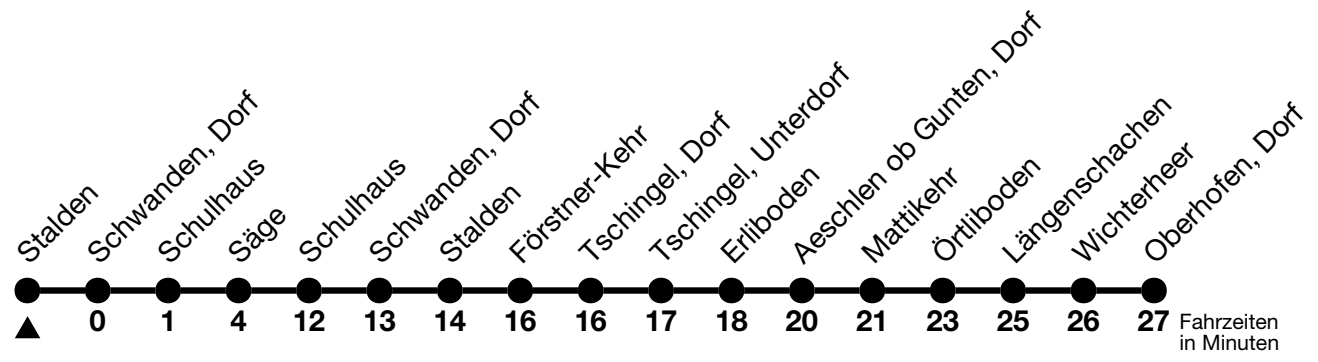 Stalden
Schwanden, Dorf
Schulhaus
Säge
Schulhaus
Schwanden, Dorf
Stalden
Förstner-Kehr
Tschingel, Dorf
Tschingel, Unterdorf
Erliboden
Aeschlen ob Gunten, Dorf
Mattikehr
Örtliboden
Längenschachen
Wichterheer
Oberhofen, Dorf
0 1 4 12 13 14 16 16 17 18 20 21 23 25 26 27 Fahrzeiten
in Minuten